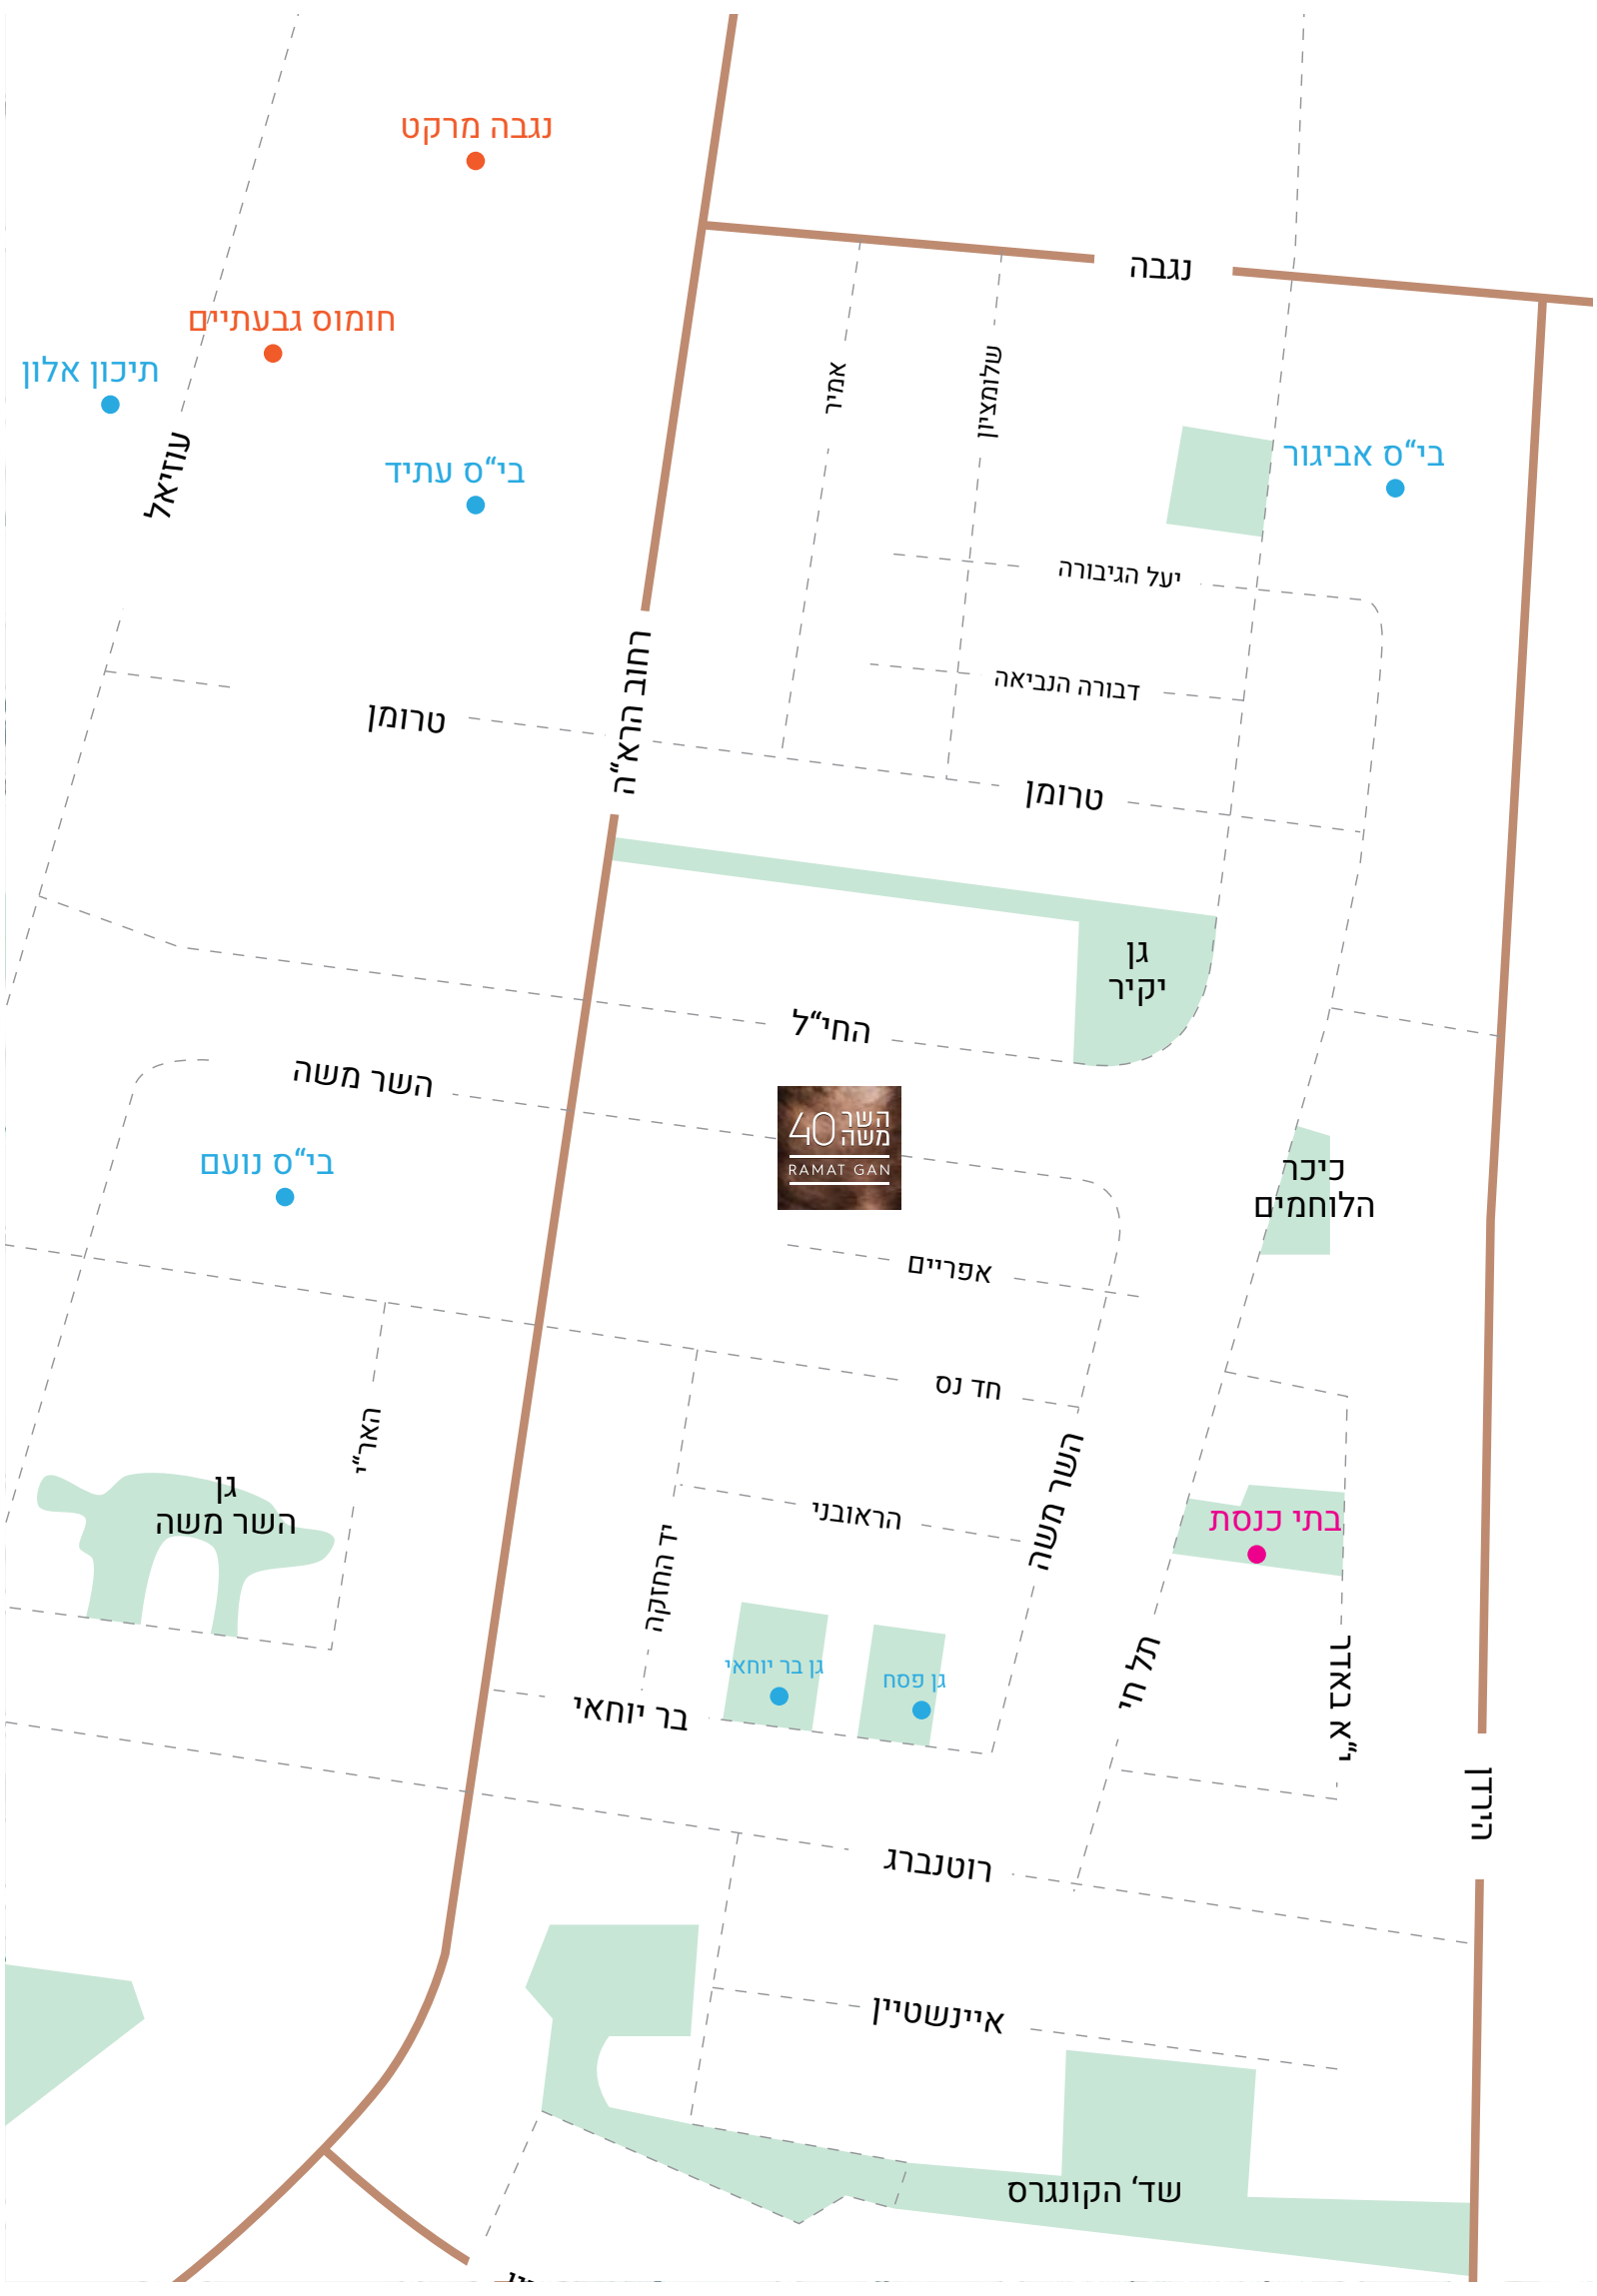 נגבה מרקט
נגבה
חומוס גבעתיים
תיכון אלון
אמיר
שלומציון
בי"ס אביגור
בי"ס עתיד
עוזיאל
יעל הגיבורה
דבורה הנביאה
רחוב הרא"ה
טרומן
טרומן
גן
יקיר
החי"ל
השר משה
השר
משה
40
RAMAT GAN
בי"ס נועם
כיכר
הלוחמים
אפריים
חד נס
האר"י
השר משה
גן
השר משה
הראובני
בתי כנסת
יד החזקה
גן בר יוחאי
גן פסח
תל חי
י"א באדר
בר יוחאי
הירדן
רוטנברג
איינשטיין
שד' הקונגרס